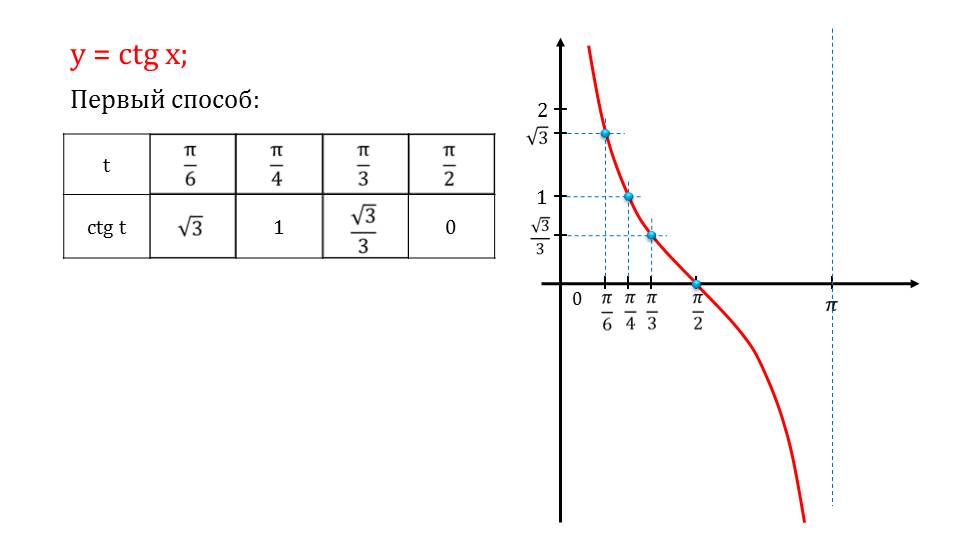 y = ctg x;
Первый способ:
t π/6 π/4 π/3 π/2
ctg t √3 1 √3/3 0
2
√3
1
√3/3
0 π/6 π/4 π/3 π/2 π